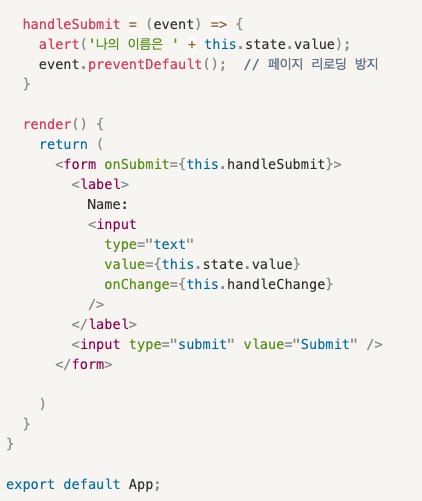 handleSubmit = (event) => {
alert('나의 이름은 ' + this.state.value);
event.preventDefault();  // 페이지 리로딩 방지
}
render() {
return (
<form onSubmit={this.handleSubmit}>
<label>
Name:
<input
type="text"
value={this.state.value}
onChange={this.handleChange}
/>
</label>
<input type="submit" vlaue="Submit" />
</form>
)
}
}
export default App;